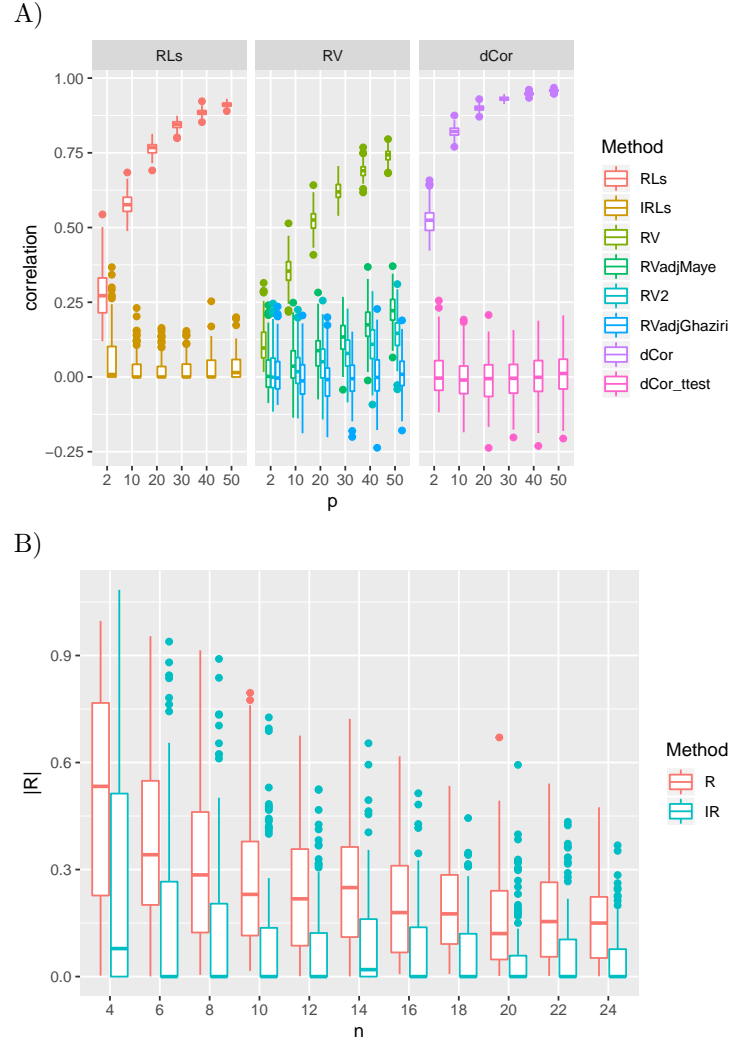 A)
RLs RV dCor
1.00
0.75
0.50
0.25
0.00
−0.25
correlation
2 10 20 30 40 50 2 10 20 30 40 50 2 10 20 30 40 50
p
Method
RLs
IRLs
RV
RVadjMaye
RV2
RVadjGhaziri
dCor
dCor_ttest
B)
0.9
0.6
0.3
0.0
|R|
4 6 8 10 12 14 16 18 20 22 24
n
Method
R
IR